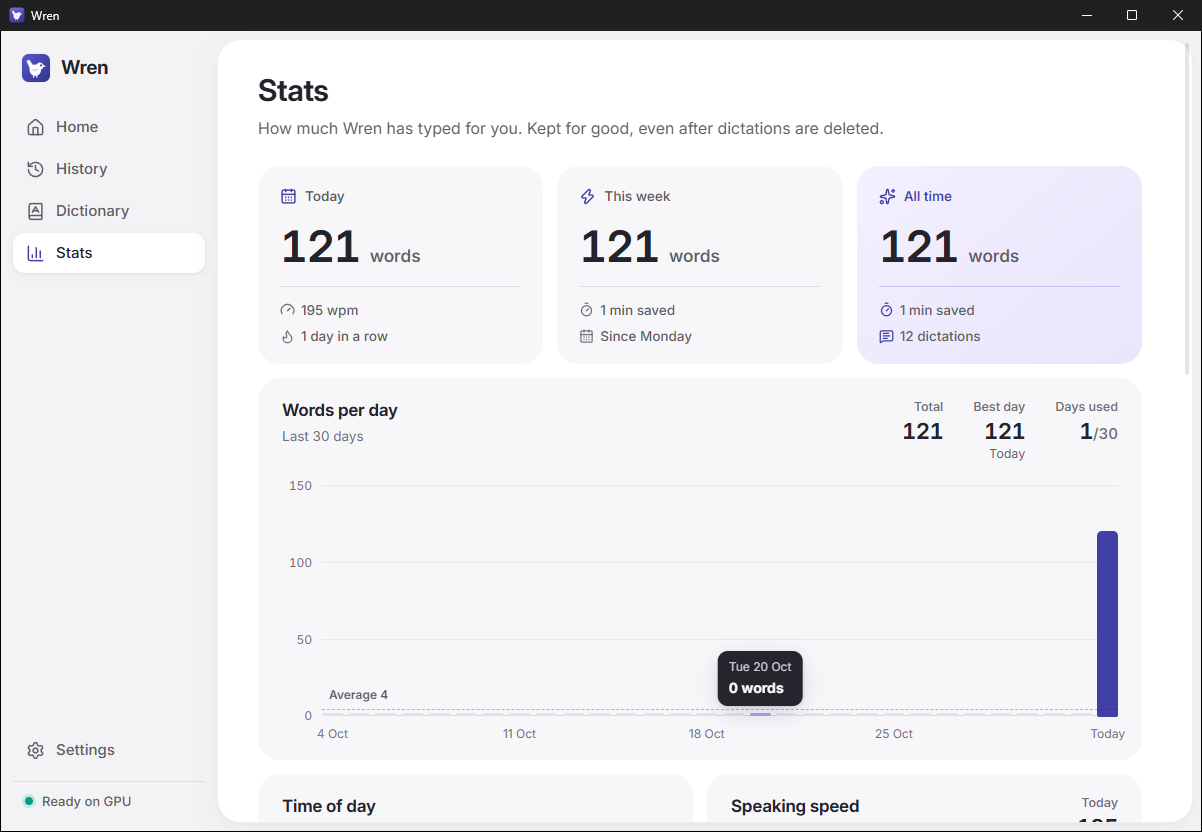 Wren
Wren
Home
History
Dictionary
Stats
Settings
Ready on GPU
Stats
How much Wren has typed for you. Kept for good, even after dictations are deleted.
Today
121 words
195 wpm
1 day in a row
This week
121 words
1 min saved
Since Monday
All time
121 words
1 min saved
12 dictations
Words per day
Last 30 days
Total
121
Best day
121
Today
Days used
1/30
150
100
50
0
Average 4
Tue 20 Oct
0 words
4 Oct
11 Oct
18 Oct
25 Oct
Today
Time of day
Speaking speed
Today